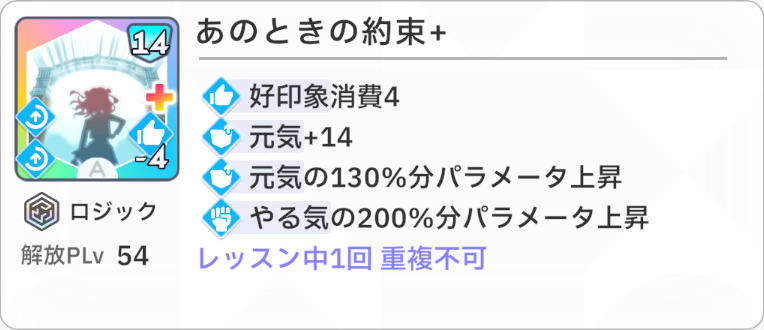 あのときの約束+
14
-4
A
好印象消費4
元気+14
元気の130%分パラメータ上昇
やる気の200%分パラメータ上昇
レッスン中1回 重複不可
ロジック
解放PLv 54